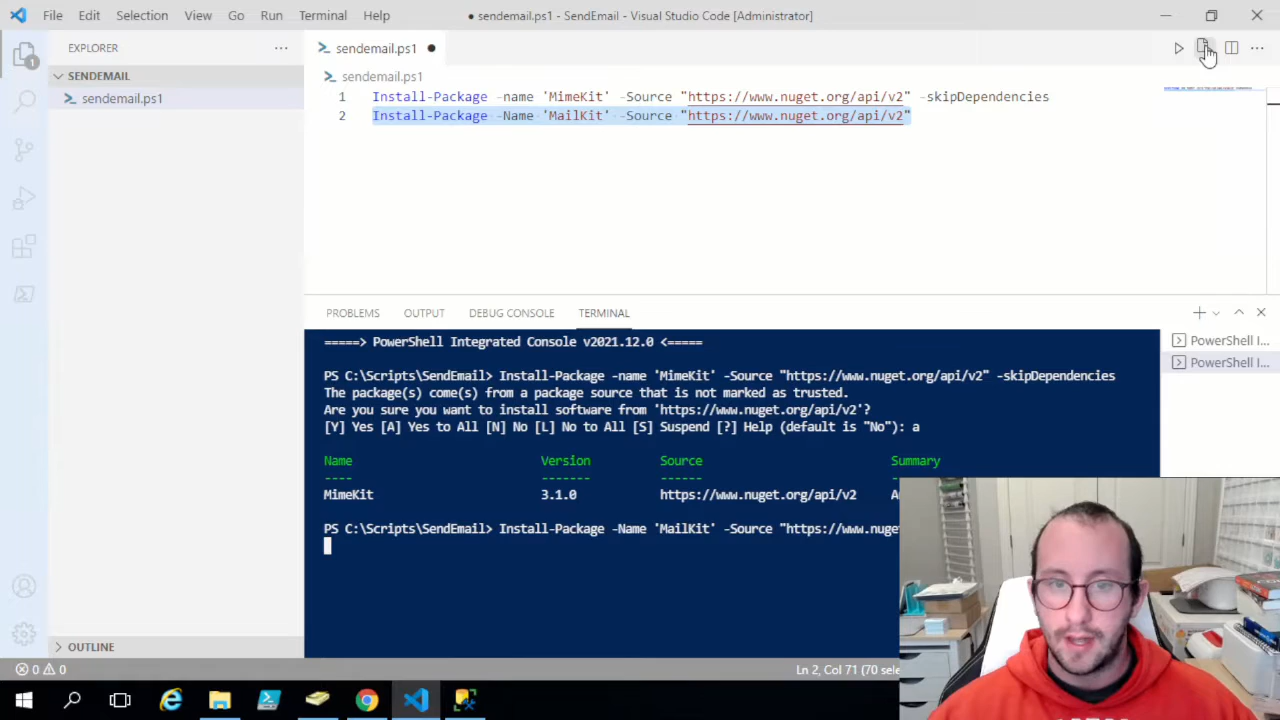 File Edit Selection View Go Run Terminal Help
● sendemail.ps1 - SendEmail - Visual Studio Code [Administrator]
EXPLORER
SENDEMAIL
sendemail.ps1
1
OUTLINE
sendemail.ps1 ●
sendemail.ps1
1 Install-Package -name 'MimeKit' -Source "https://www.nuget.org/api/v2" -skipDependencies
2 Install-Package -Name 'MailKit' -Source "https://www.nuget.org/api/v2"
PROBLEMS OUTPUT DEBUG CONSOLE TERMINAL
PowerShell I...
PowerShell I...
=====> PowerShell Integrated Console v2021.12.0 <=====
PS C:\Scripts\SendEmail> Install-Package -name 'MimeKit' -Source "https://www.nuget.org/api/v2" -skipDependencies
The package(s) come(s) from a package source that is not marked as trusted.
Are you sure you want to install software from 'https://www.nuget.org/api/v2'?
[Y] Yes [A] Yes to All [N] No [L] No to All [S] Suspend [?] Help (default is "No"): a
Name Version Source Summary
---- ------- ------ -------
MimeKit 3.1.0 https://www.nuget.org/api/v2
PS C:\Scripts\SendEmail> Install-Package -Name 'MailKit' -Source "https://www.nuge
0 0
Ln 2, Col 71 (70 sele